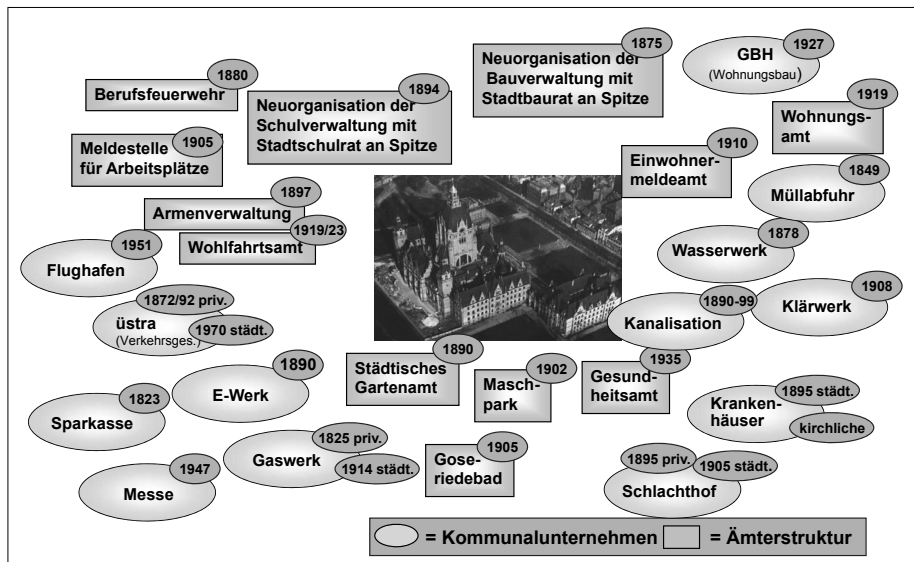 1880
Berufsfeuerwehr
1894
Neuorganisation der
Schulverwaltung mit
Stadtschulrat an Spitze
1875
Neuorganisation der
Bauverwaltung mit
Stadtbaurat an Spitze
1927
GBH
(Wohnungsbau)
1919
Wohnungs-
amt
1905
Meldestelle
für Arbeitsplätze
1910
Einwohner-
meldeamt
1849
Müllabfuhr
1897
Armenverwaltung
1919/23
Wohlfahrtsamt
1951
Flughafen
1878
Wasserwerk
1872/92 priv.
üstra
(Verkehrsges.)
1970 städt.
1890-99
Kanalisation
1908
Klärwerk
1890
E-Werk
1890
Städtisches
Gartenamt
1902
Masch-
park
1935
Gesund-
heitsamt
1823
Sparkasse
1895 städt.
Kranken-
häuser
kirchliche
1825 priv.
Gaswerk
1914 städt.
1905
Gose-
riedebad
1947
Messe
1895 priv.
1905 städt.
Schlachthof
= Kommunalunternehmen
= Ämterstruktur